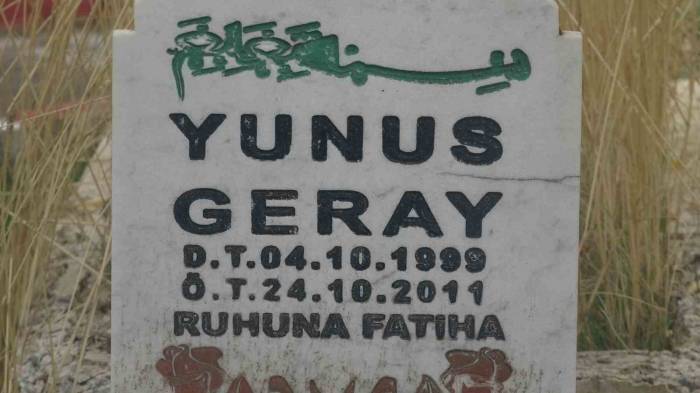 YUNUS
GERAY
D.T.04.10.1999
Ö.T.24.10.2011
RUHUNA FATiHA